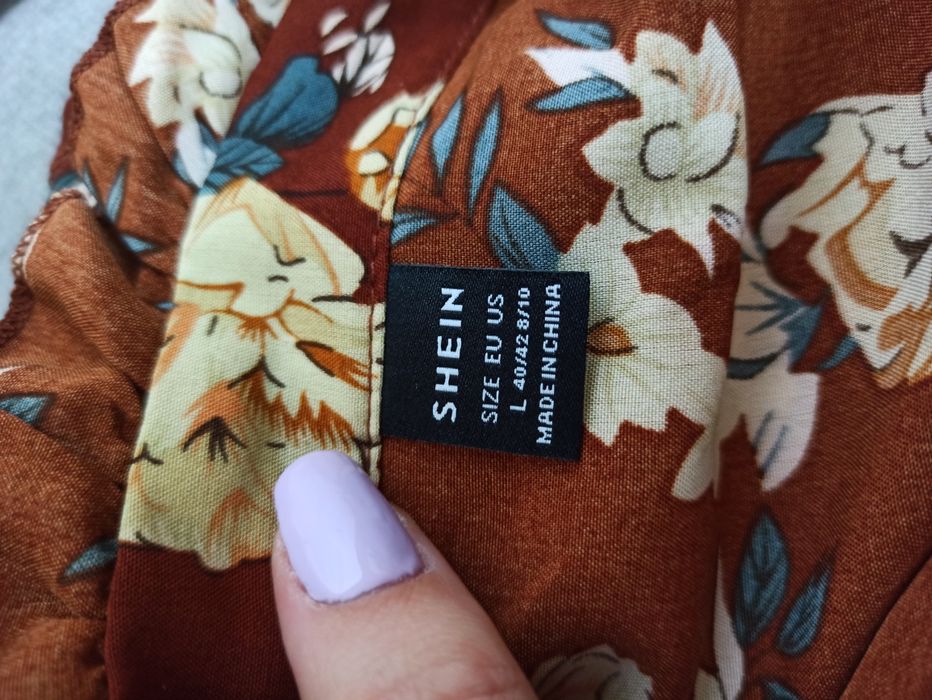 SHEIN
SIZE EU US
L 40/42 8/10
MADE IN CHINA